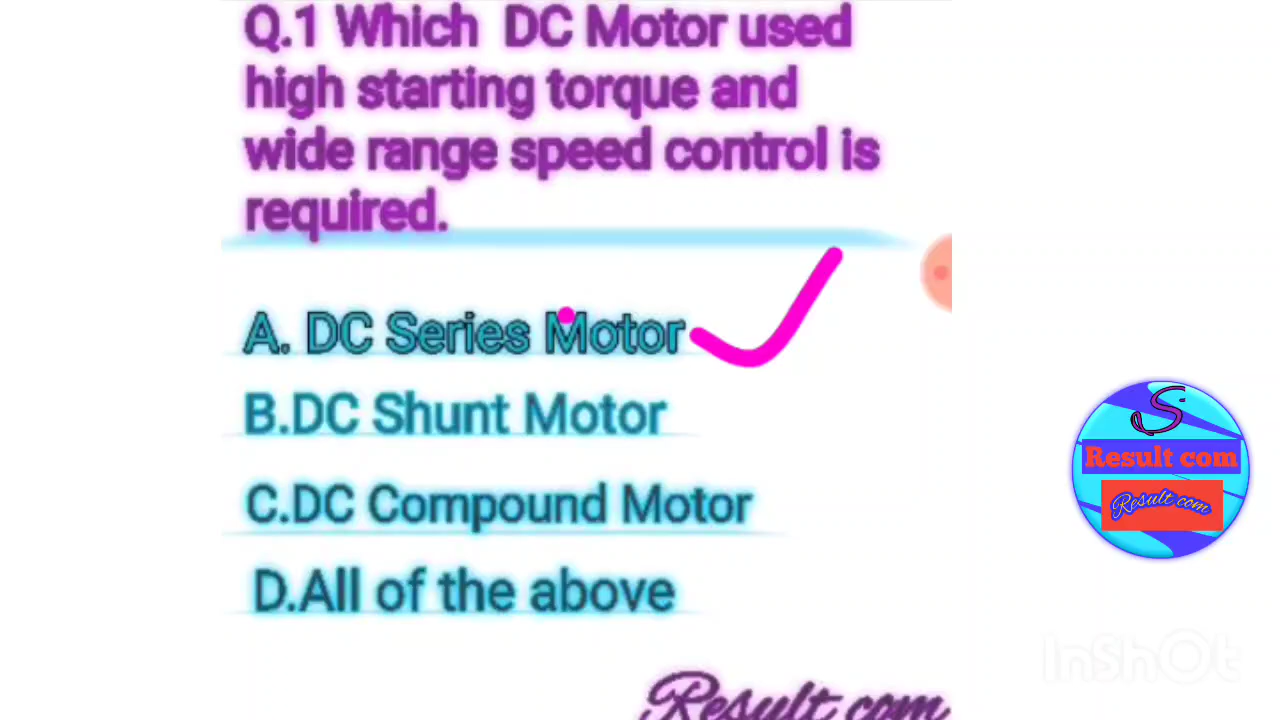 Q.1 Which DC Motor used
high starting torque and
wide range speed control is
required.
A. DC Series Motor
B.DC Shunt Motor
C.DC Compound Motor
D.All of the above
S.
Result com
Result com
InShOt
Result.com